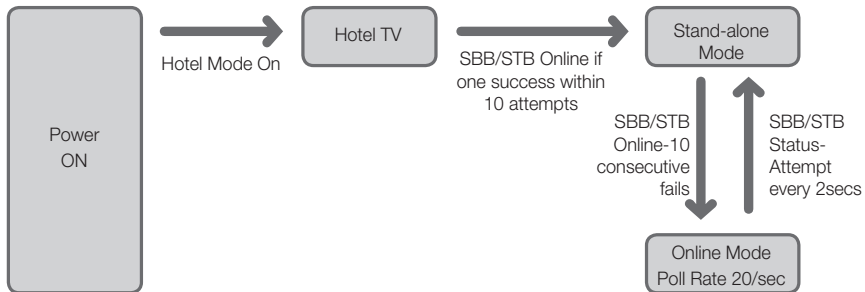 Power
ON
Hotel Mode On
Hotel TV
SBB/STB Online if
one success within
10 attempts
Stand-alone
Mode
SBB/STB
Online-10
consecutive
fails
SBB/STB
Status-
Attempt
every 2secs
Online Mode
Poll Rate 20/sec